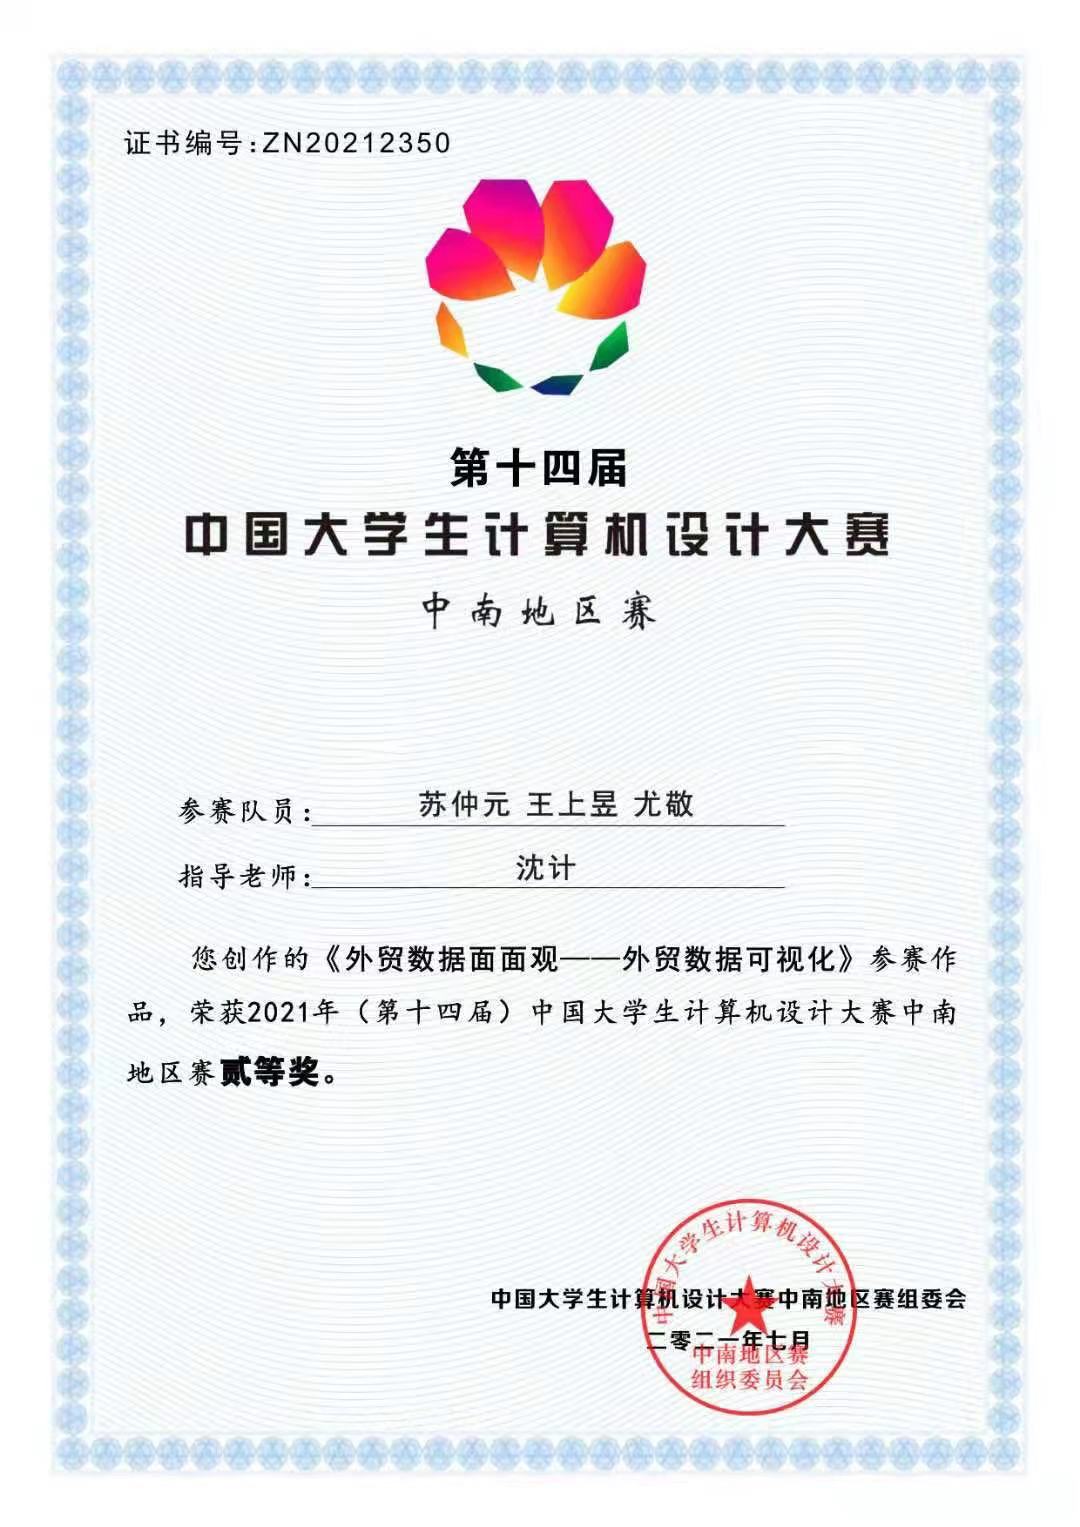 证书编号:ZN20212350
第十四届
中国大学生计算机设计大赛
中南地区赛
参赛队员:苏仲元 王上昱 尤敬
指导老师:沈计
您创作的《外贸数据面面观——外贸数据可视化》参赛作
品，荣获2021年（第十四届）中国大学生计算机设计大赛中南
地区赛贰等奖。
中国大学生计算机设计大赛中南地区赛组委会
二零二一年七月
中国大学生计算机设计大赛
中南地区赛
组织委员会